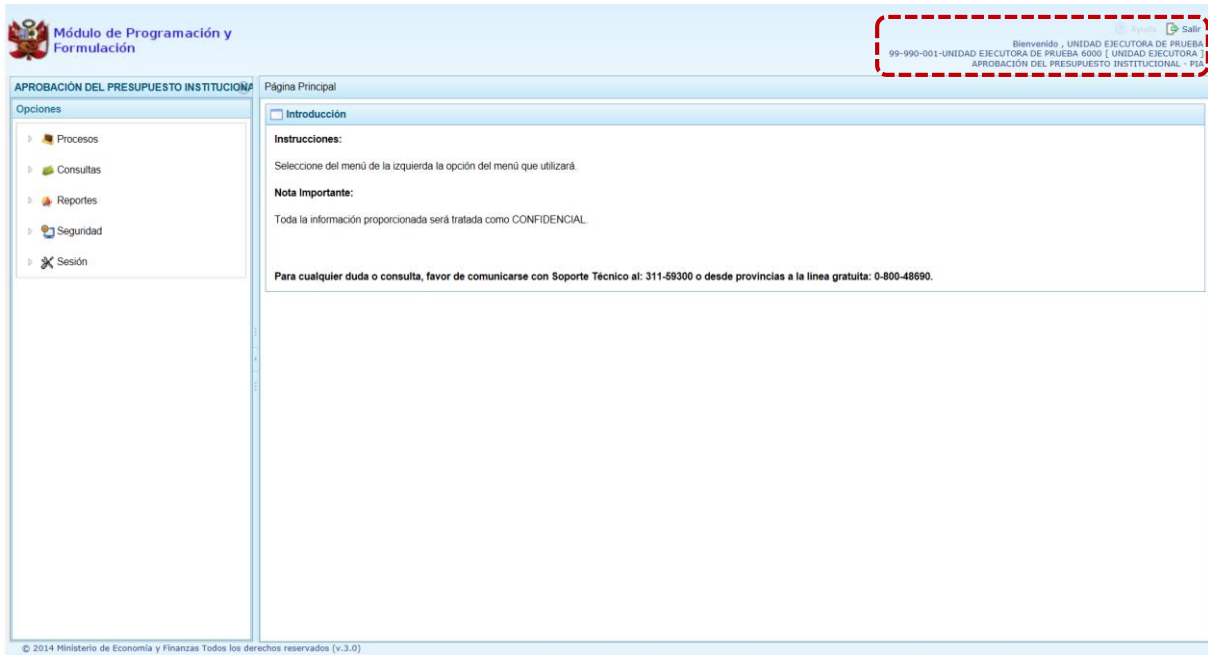 Módulo de Programación y
Formulación
Ayuda Salir
Bienvenido , UNIDAD EJECUTORA DE PRUEBA
99-990-001-UNIDAD EJECUTORA DE PRUEBA 6000 [ UNIDAD EJECUTORA ]
APROBACIÓN DEL PRESUPUESTO INSTITUCIONAL - PIA
APROBACIÓN DEL PRESUPUESTO INSTITUCIONA
Página Principal
Opciones
Procesos
Consultas
Reportes
Seguridad
Sesión
Introducción
Instrucciones:
Seleccione del menú de la izquierda la opción del menú que utilizará.
Nota Importante:
Toda la información proporcionada será tratada como CONFIDENCIAL.
Para cualquier duda o consulta, favor de comunicarse con Soporte Técnico al: 311-59300 o desde provincias a la linea gratuita: 0-800-48690.
© 2014 Ministerio de Economía y Finanzas Todos los derechos reservados (v.3.0)